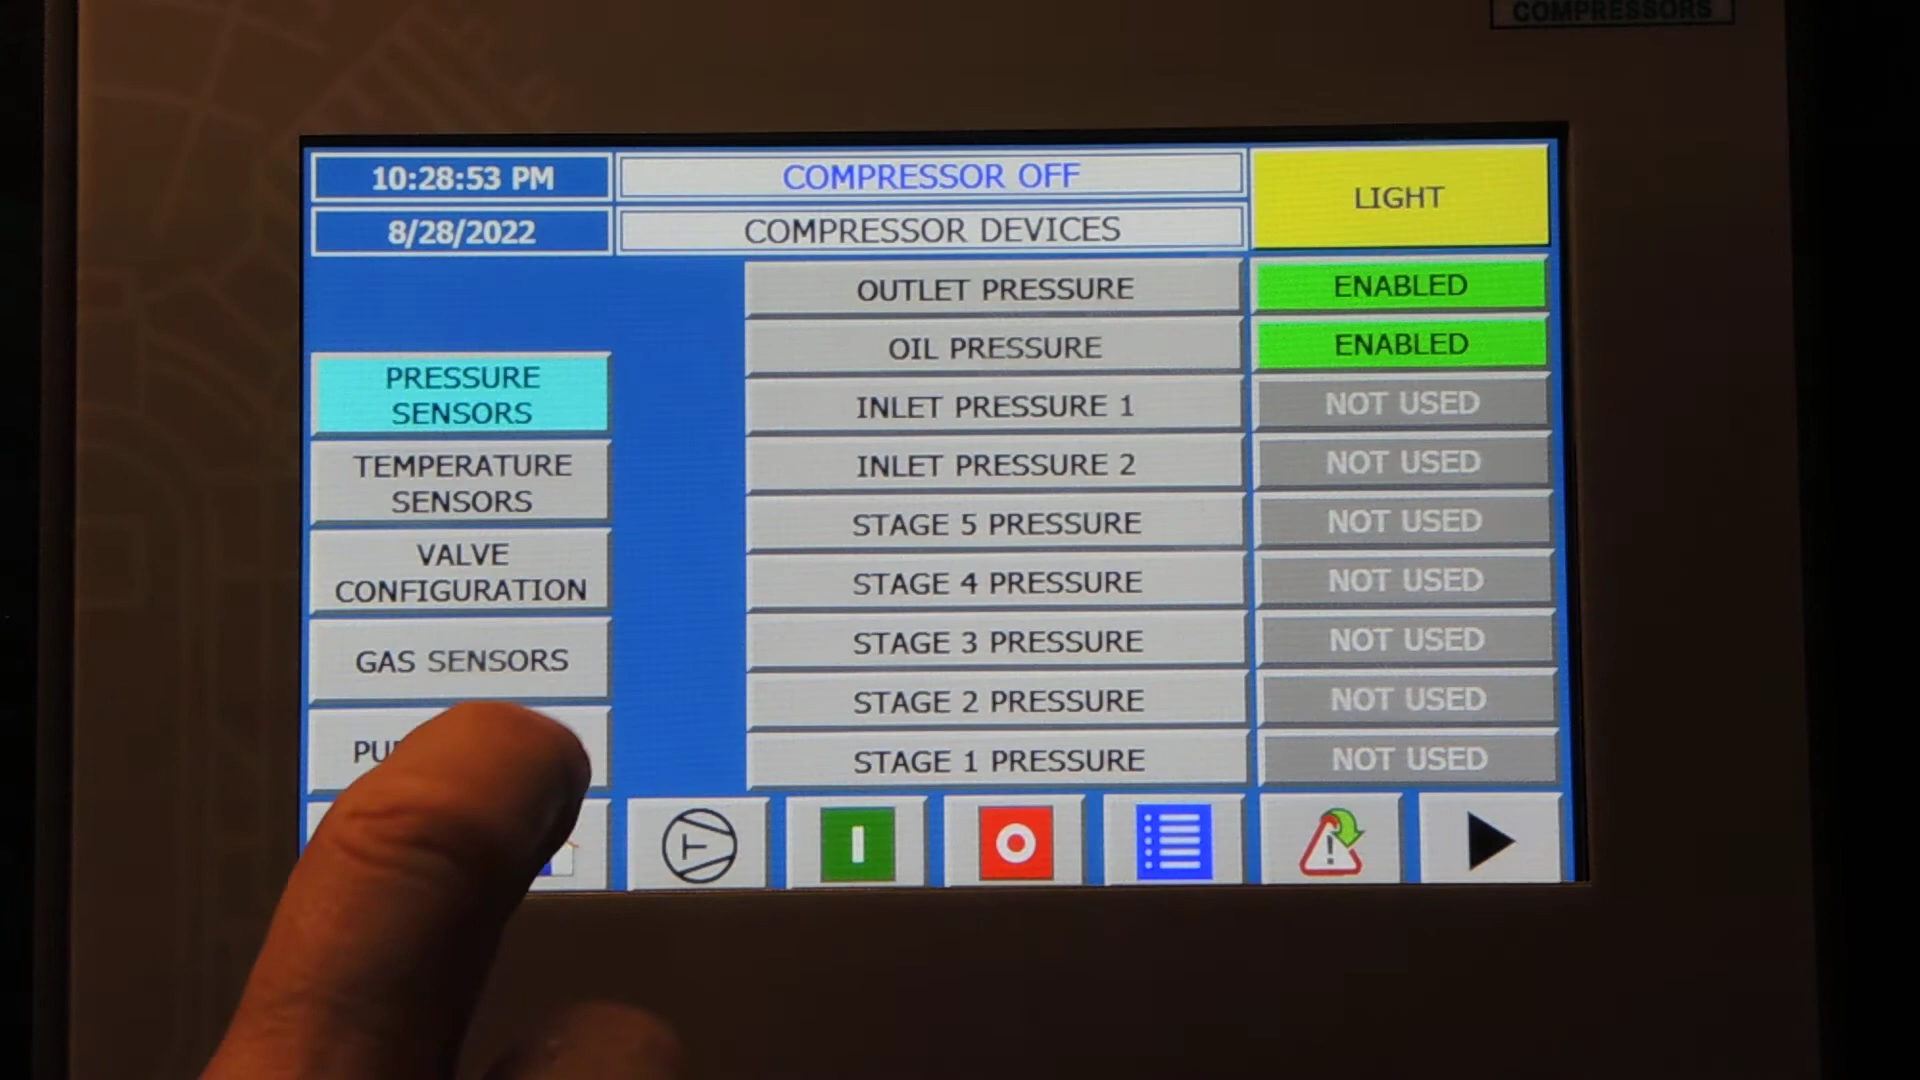 COMPRESSORS
10:28:53 PM
COMPRESSOR OFF
LIGHT
8/28/2022
COMPRESSOR DEVICES
OUTLET PRESSURE
ENABLED
OIL PRESSURE
ENABLED
PRESSURE
SENSORS
INLET PRESSURE 1
NOT USED
TEMPERATURE
SENSORS
INLET PRESSURE 2
NOT USED
STAGE 5 PRESSURE
NOT USED
VALVE
CONFIGURATION
STAGE 4 PRESSURE
NOT USED
GAS SENSORS
STAGE 3 PRESSURE
NOT USED
STAGE 2 PRESSURE
NOT USED
STAGE 1 PRESSURE
NOT USED